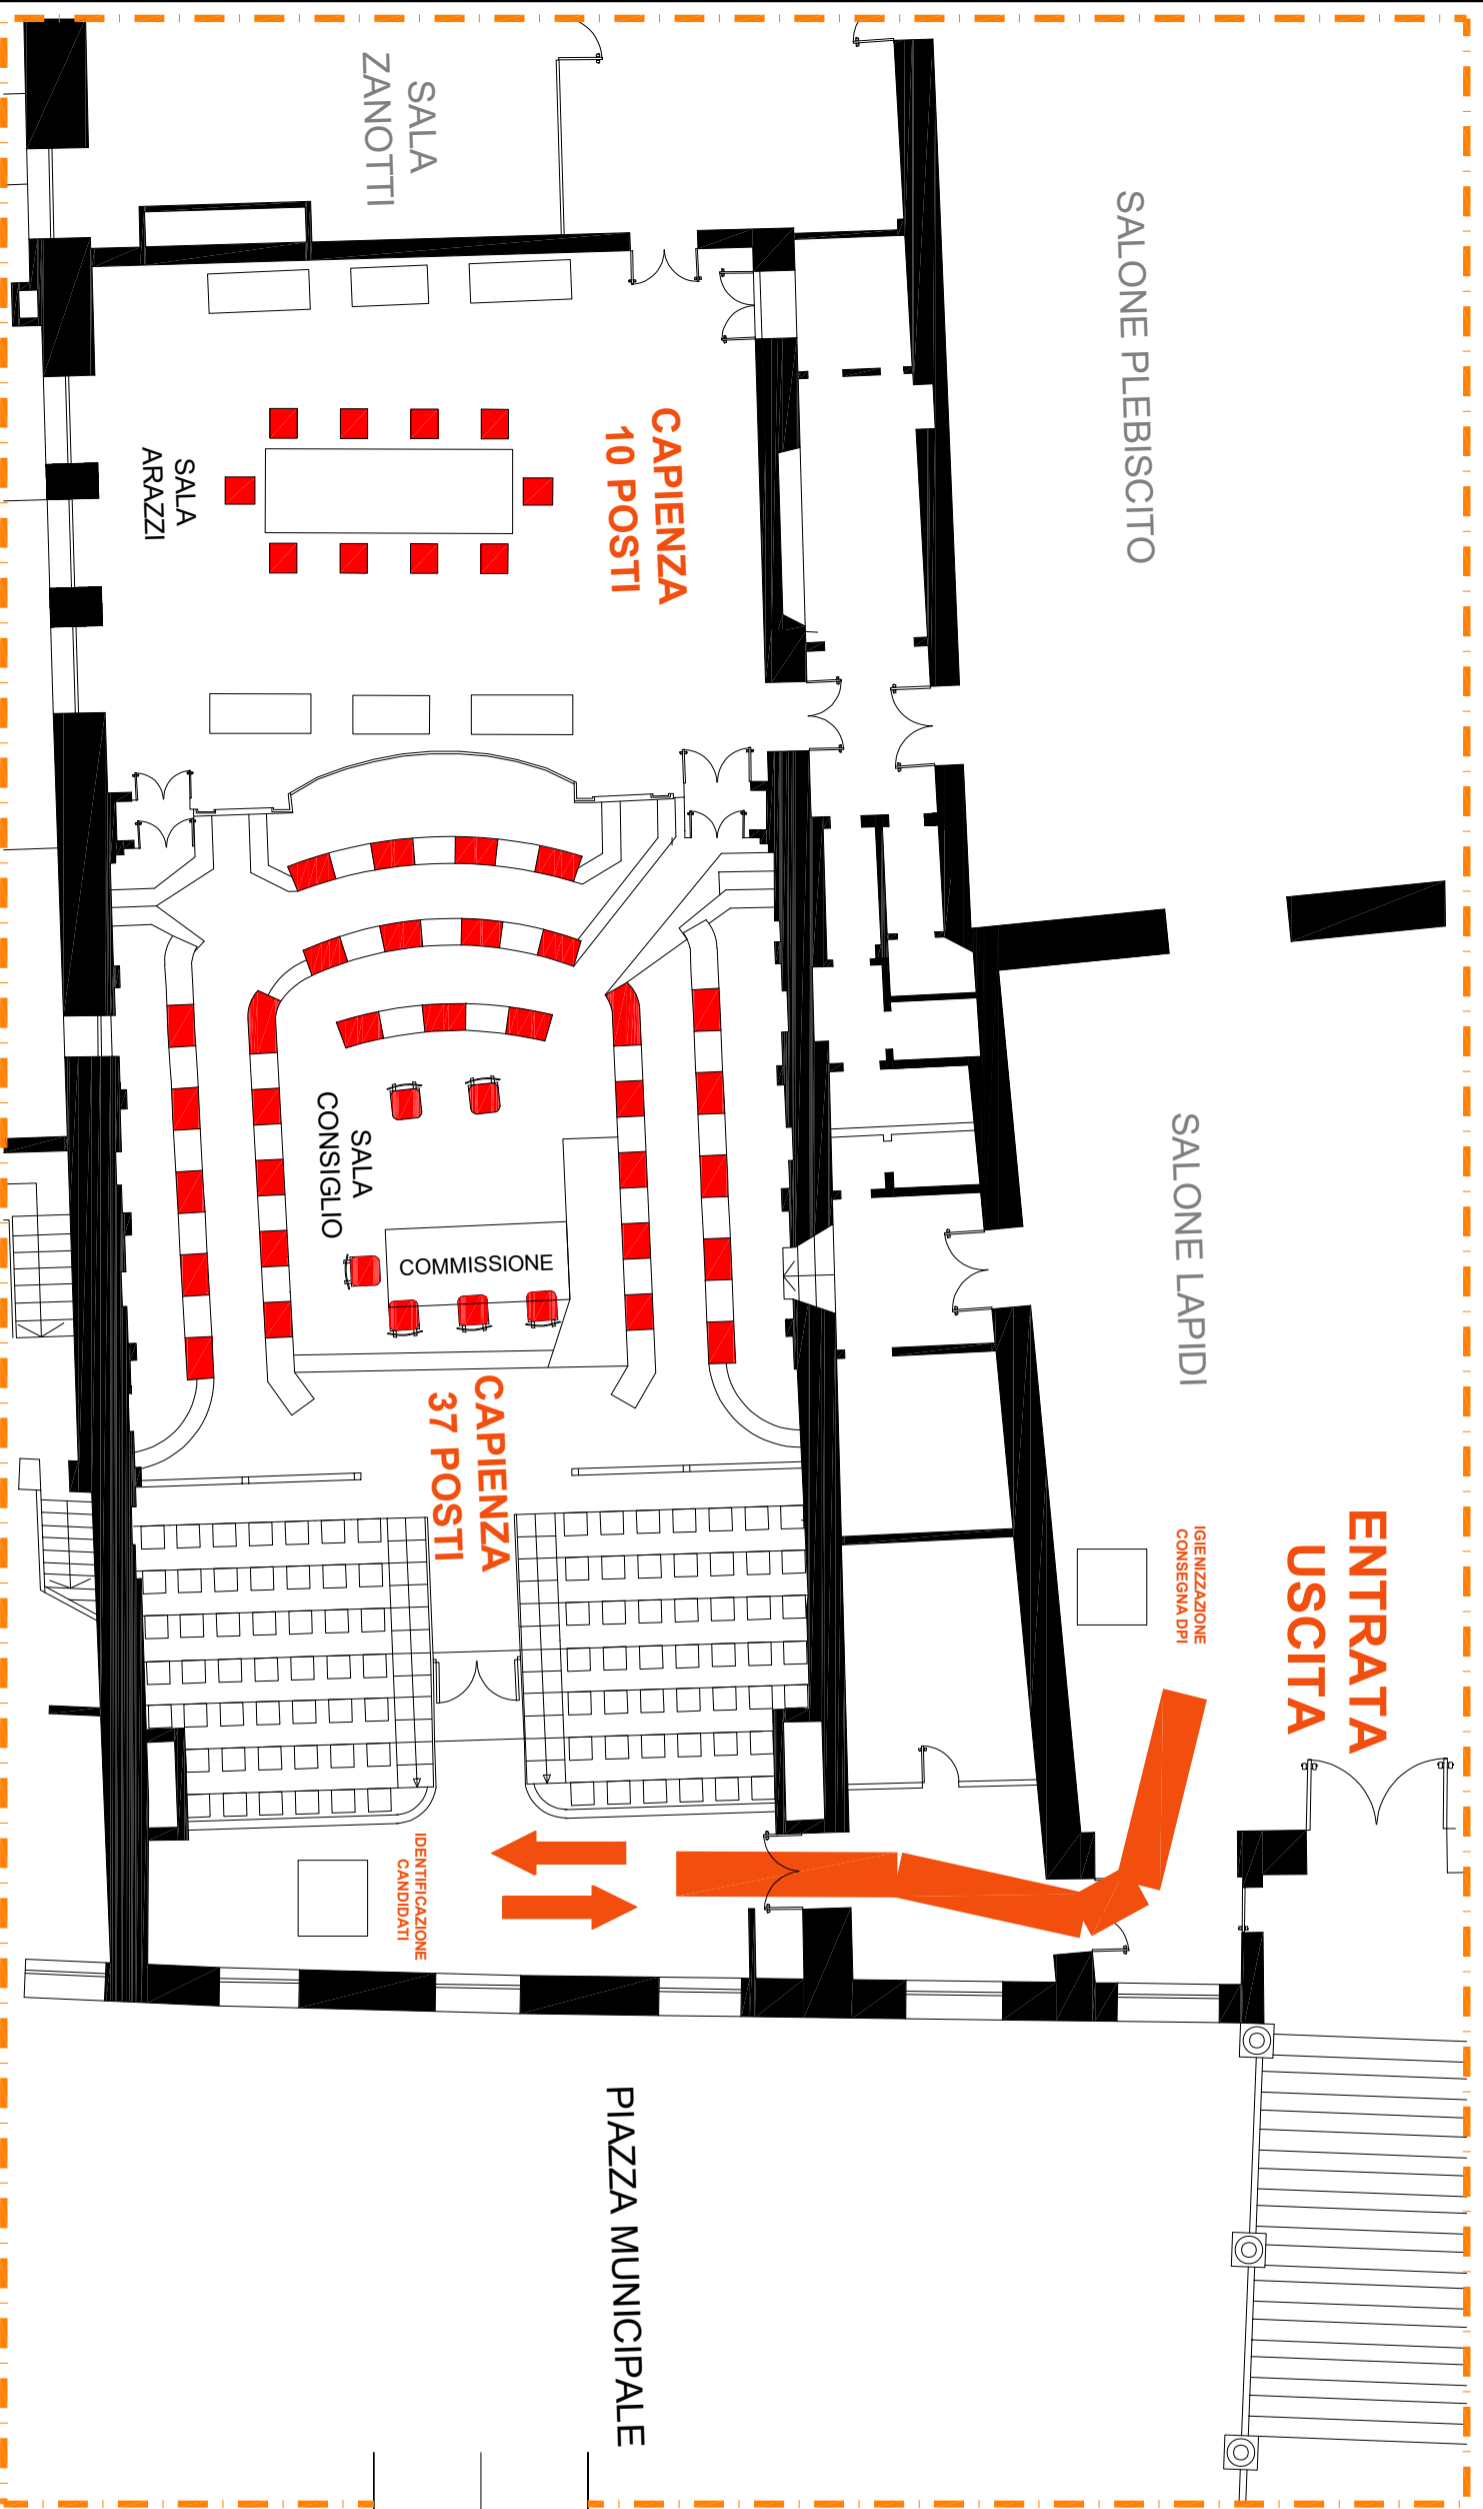 SALA
ZANOTTI
SALONE PLEBISCITO
CAPIENZA
10 POSTI
SALA
ARAZZI
SALONE LAPIDI
SALA
CONSIGLIO
COMMISSIONE
CAPIENZA
37 POSTI
ENTRATA
USCITA
IGIENIZZAZIONE
CONSEGNA DPI
IDENTIFICAZIONE
CANDIDATI
PIAZZA MUNICIPALE